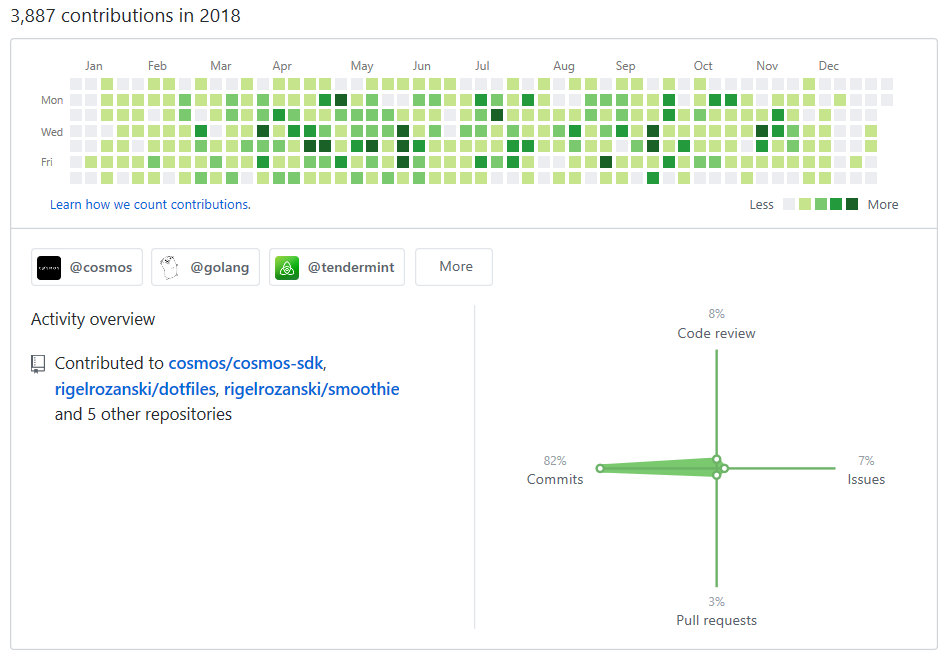 3,887 contributions in 2018
Jan Feb Mar Apr May Jun Jul Aug Sep Oct Nov Dec
Mon
Wed
Fri
Learn how we count contributions.
Less More
cosmos @cosmos @golang @tendermint More
Activity overview
Contributed to cosmos/cosmos-sdk,
rigelrozanski/dotfiles, rigelrozanski/smoothie
and 5 other repositories
8%
Code review
82%
Commits
7%
Issues
3%
Pull requests